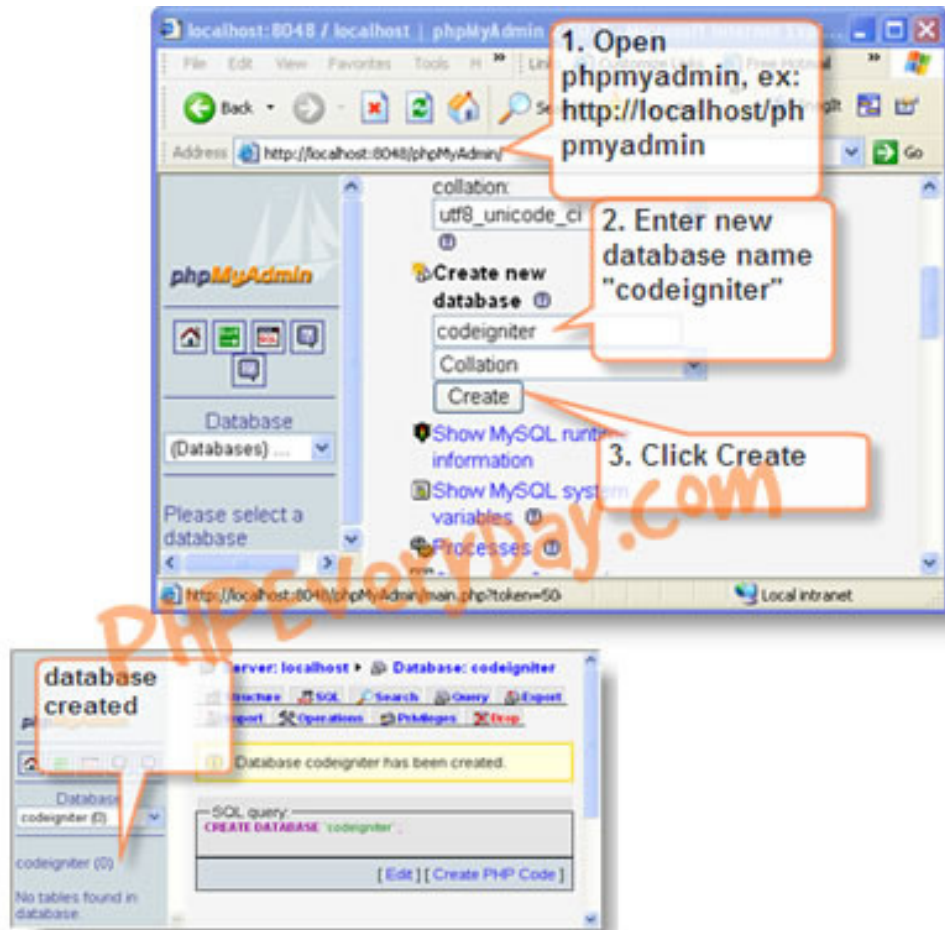 localhost:8048 / localhost | phpMyAdmin
File Edit View Favorites Tools H
Back
Address http://localhost:8048/phpMyAdmin/ Go
1. Open
phpmyadmin, ex:
http://localhost/ph
pmyadmin
phpMyAdmin
Database
(Databases) ...
Please select a
database
collation:
utf8_unicode_ci
Create new
database
codeigniter
Collation
Create
Show MySQL runtime
information
Show MySQL system
variables
Processes
2. Enter new
database name
"codeigniter"
3. Click Create
http://localhost:8048/phpMyAdmin/main.php?token=50 Local intranet
PHPEveryDay.com
database
created
Database
codeigniter (0)
codeigniter (0)
No tables found in
database.
Server: localhost Database: codeigniter
Structure SQL Search Query Export
Import Operations Privileges Drop
Database codeigniter has been created.
SQL query:
CREATE DATABASE `codeigniter` ;
[ Edit ] [ Create PHP Code ]